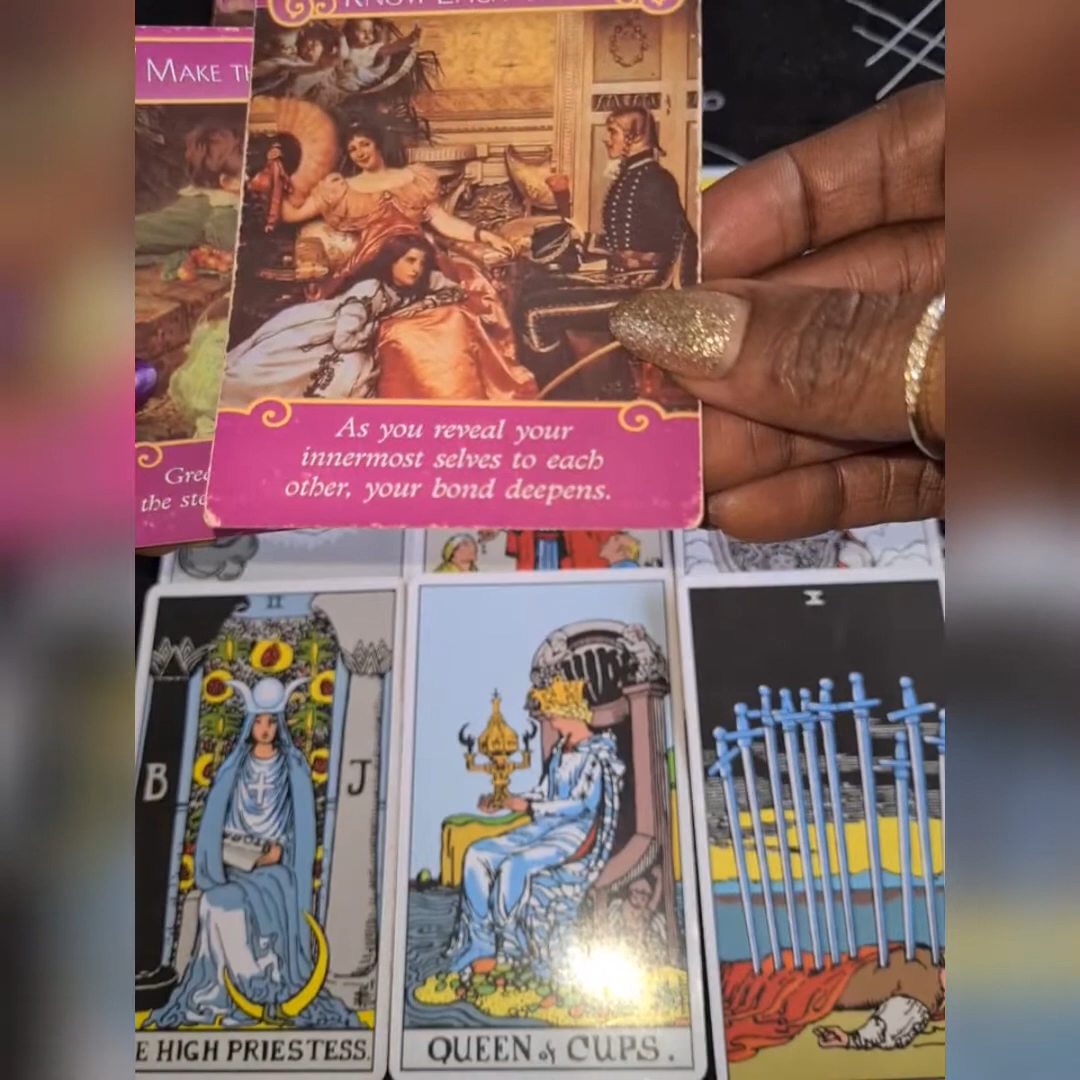 MAKE
As you reveal your
innermost selves to each
other, your bond deepens.
the
II
X
B
J
HIGH PRIESTESS.
QUEEN of CUPS.